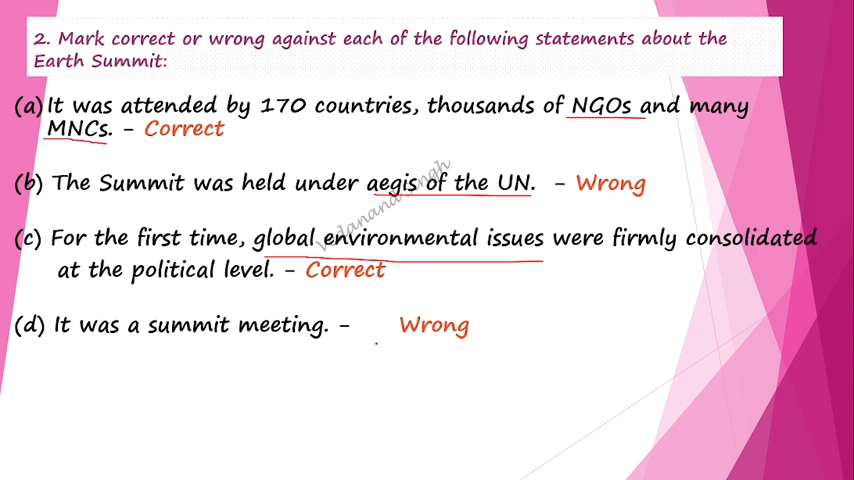 2. Mark correct or wrong against each of the following statements about the
Earth Summit:
(a) It was attended by 170 countries, thousands of NGOs and many
MNCs. – Correct
(b) The Summit was held under aegis of the UN. – Wrong
(c) For the first time, global environmental issues were firmly consolidated
at the political level. – Correct
(d) It was a summit meeting. – Wrong